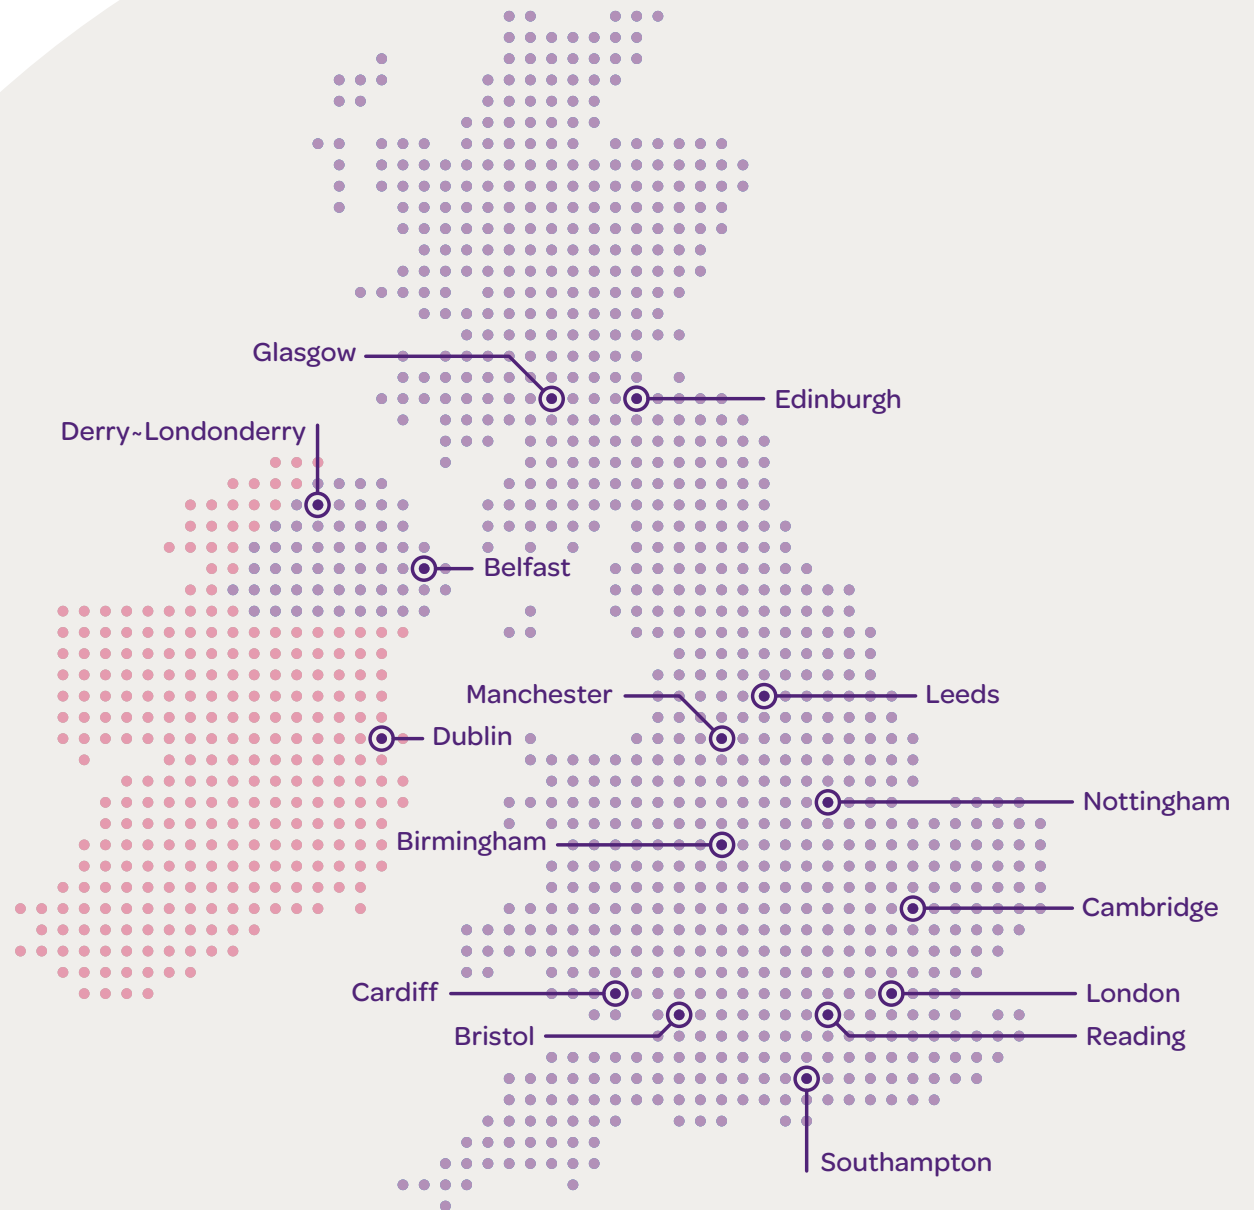 Glasgow
Edinburgh
Derry~Londonderry
Belfast
Manchester
Leeds
Dublin
Nottingham
Birmingham
Cambridge
Cardiff
London
Bristol
Reading
Southampton